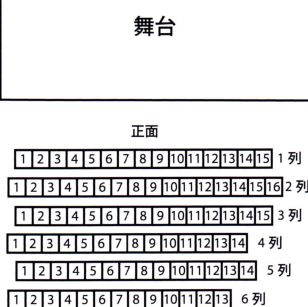 舞台
正面
1 2 3 4 5 6 7 8 9 10 11 12 13 14 15 1 列
1 2 3 4 5 6 7 8 9 10 11 12 13 14 15 16 2 列
1 2 3 4 5 6 7 8 9 10 11 12 13 14 15 3 列
1 2 3 4 5 6 7 8 9 10 11 12 13 14 4 列
1 2 3 4 5 6 7 8 9 10 11 12 13 14 5 列
1 2 3 4 5 6 7 8 9 10 11 12 13 6 列